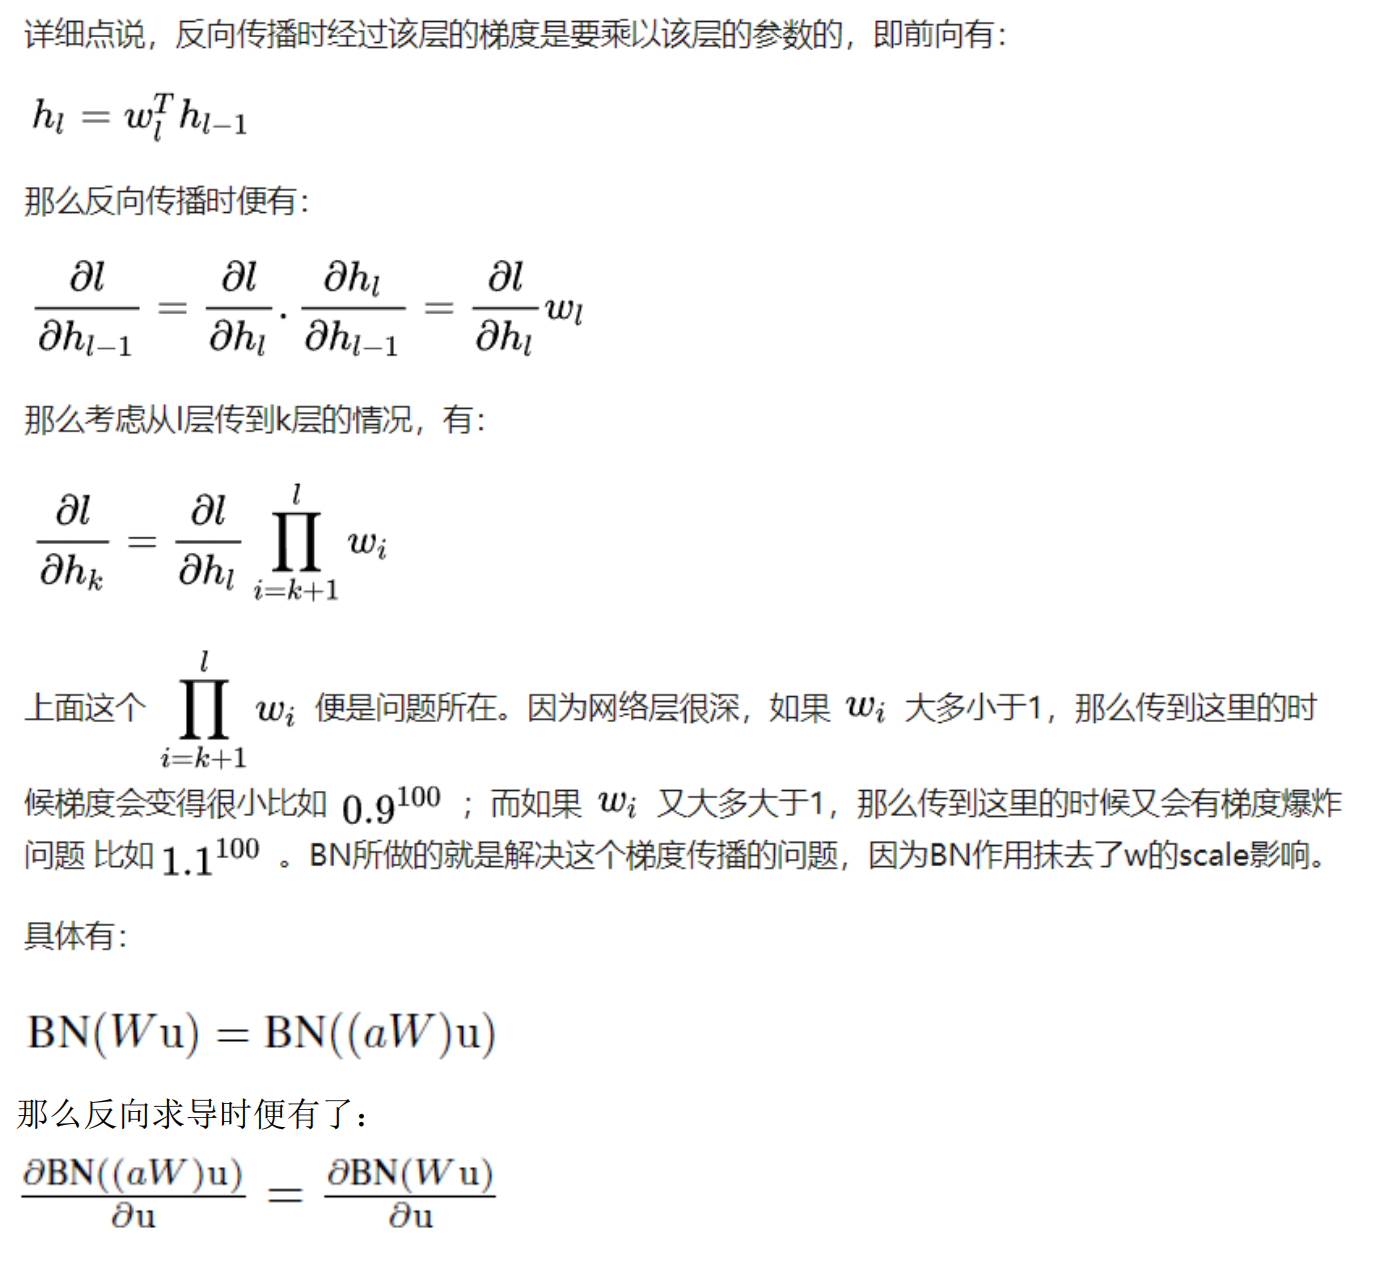 详细点说，反向传播时经过该层的梯度是要乘以该层的参数的，即前向有：
$h_l = w_l^T h_{l-1}$
那么反向传播时便有：
$\frac{\partial l}{\partial h_{l-1}} = \frac{\partial l}{\partial h_l} . \frac{\partial h_l}{\partial h_{l-1}} = \frac{\partial l}{\partial h_l} w_l$
那么考虑从l层传到k层的情况，有：
$\frac{\partial l}{\partial h_k} = \frac{\partial l}{\partial h_l} \prod_{i=k+1}^{l} w_i$
上面这个 $\prod_{i=k+1}^{l} w_i$ 便是问题所在。因为网络层很深，如果 $w_i$ 大多小于1，那么传到这里的时
候梯度会变得很小比如 $0.9^{100}$ ；而如果 $w_i$ 又大多大于1，那么传到这里的时候又会有梯度爆炸
问题 比如 $1.1^{100}$ 。BN所做的就是解决这个梯度传播的问题，因为BN作用抹去了w的scale影响。
具体有：
$\mathrm{BN}(W\mathrm{u}) = \mathrm{BN}((aW)\mathrm{u})$
那么反向求导时便有了：
$\frac{\partial \mathrm{BN}((aW)\mathrm{u})}{\partial \mathrm{u}} = \frac{\partial \mathrm{BN}(W\mathrm{u})}{\partial \mathrm{u}}$